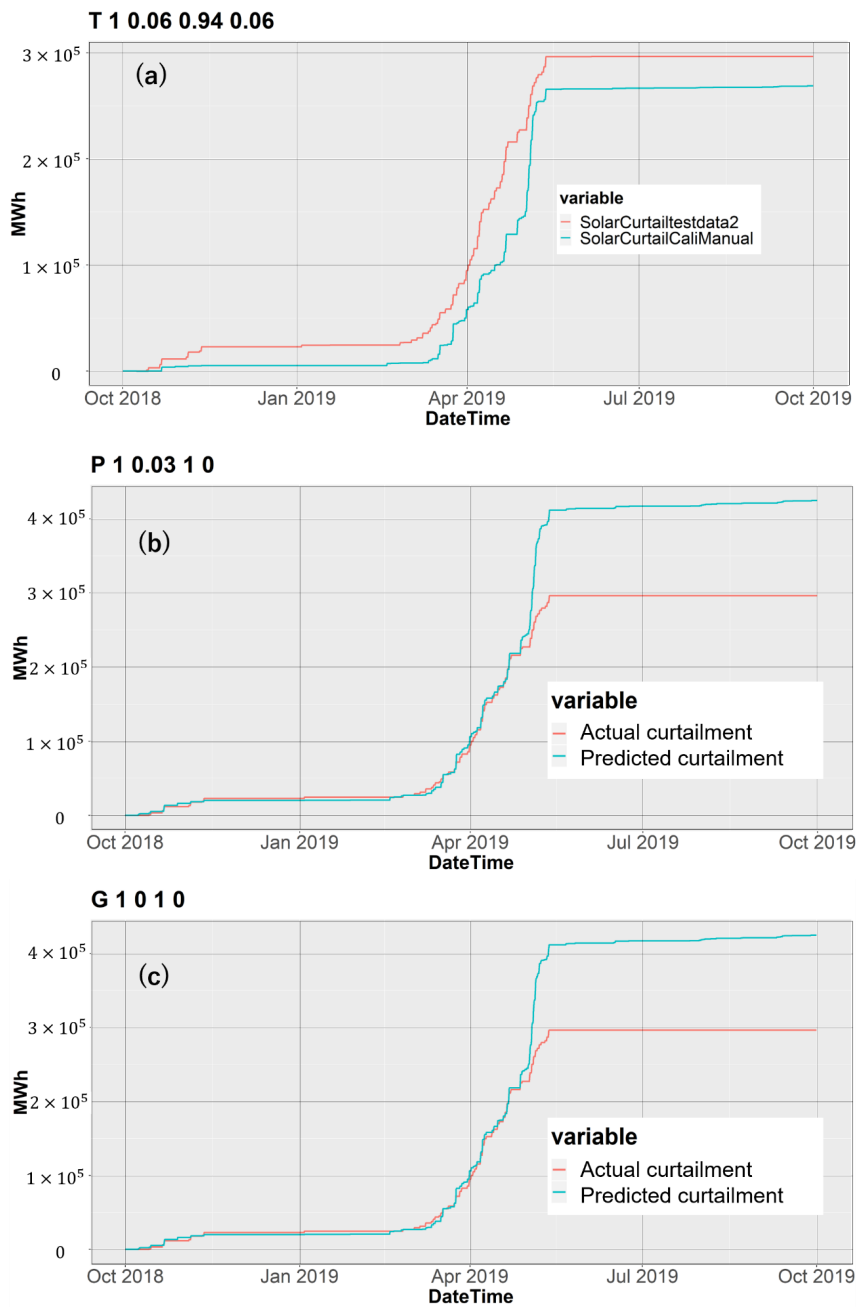 T 1 0.06 0.94 0.06
(a)
3 × 10⁵
2 × 10⁵
1 × 10⁵
0
MWh
variable
SolarCurtailtestdata2
SolarCurtailCaliManual
Oct 2018 Jan 2019 Apr 2019 Jul 2019 Oct 2019
DateTime
P 1 0.03 1 0
(b)
4 × 10⁵
3 × 10⁵
2 × 10⁵
1 × 10⁵
0
MWh
variable
Actual curtailment
Predicted curtailment
Oct 2018 Jan 2019 Apr 2019 Jul 2019 Oct 2019
DateTime
G 1 0 1 0
(c)
4 × 10⁵
3 × 10⁵
2 × 10⁵
1 × 10⁵
0
MWh
variable
Actual curtailment
Predicted curtailment
Oct 2018 Jan 2019 Apr 2019 Jul 2019 Oct 2019
DateTime